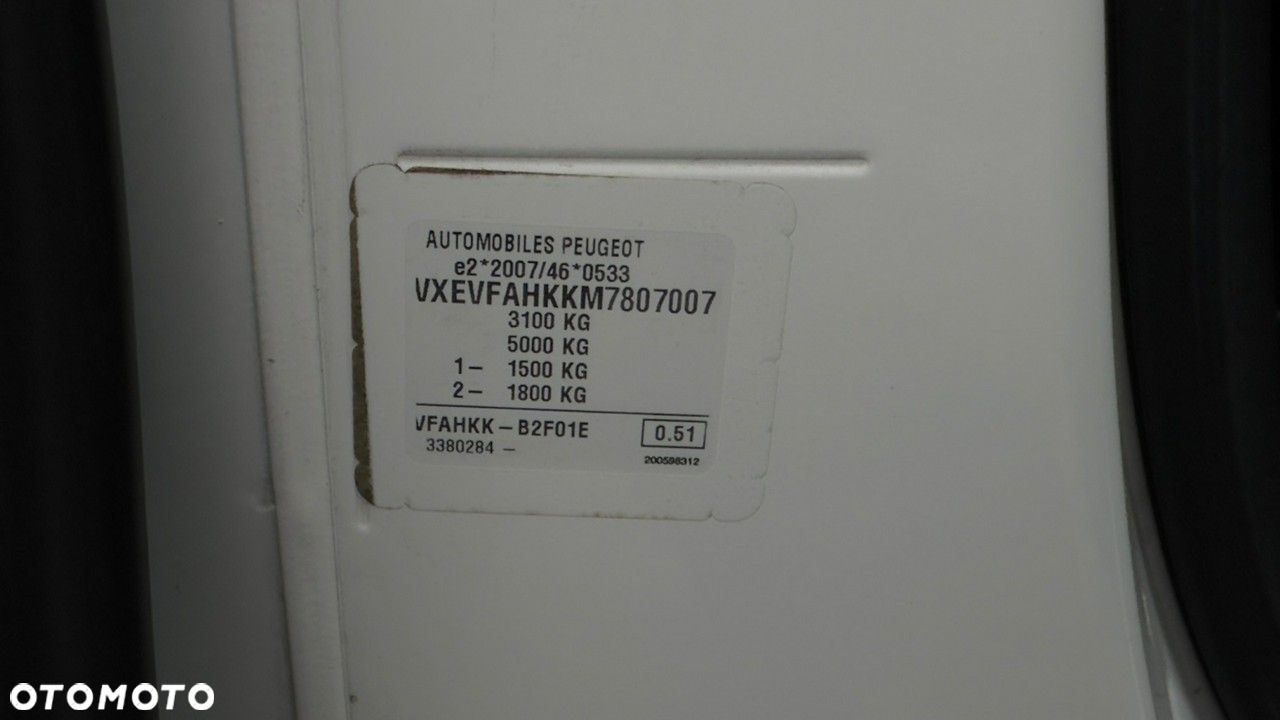 AUTOMOBILES PEUGEOT
e2*2007/46*0533
VXEVFAHKKM7807007
3100 KG
5000 KG
1– 1500 KG
2– 1800 KG
VFAHKK – B2F01E 0.51
3380284 –
200598312
OTOMOTO